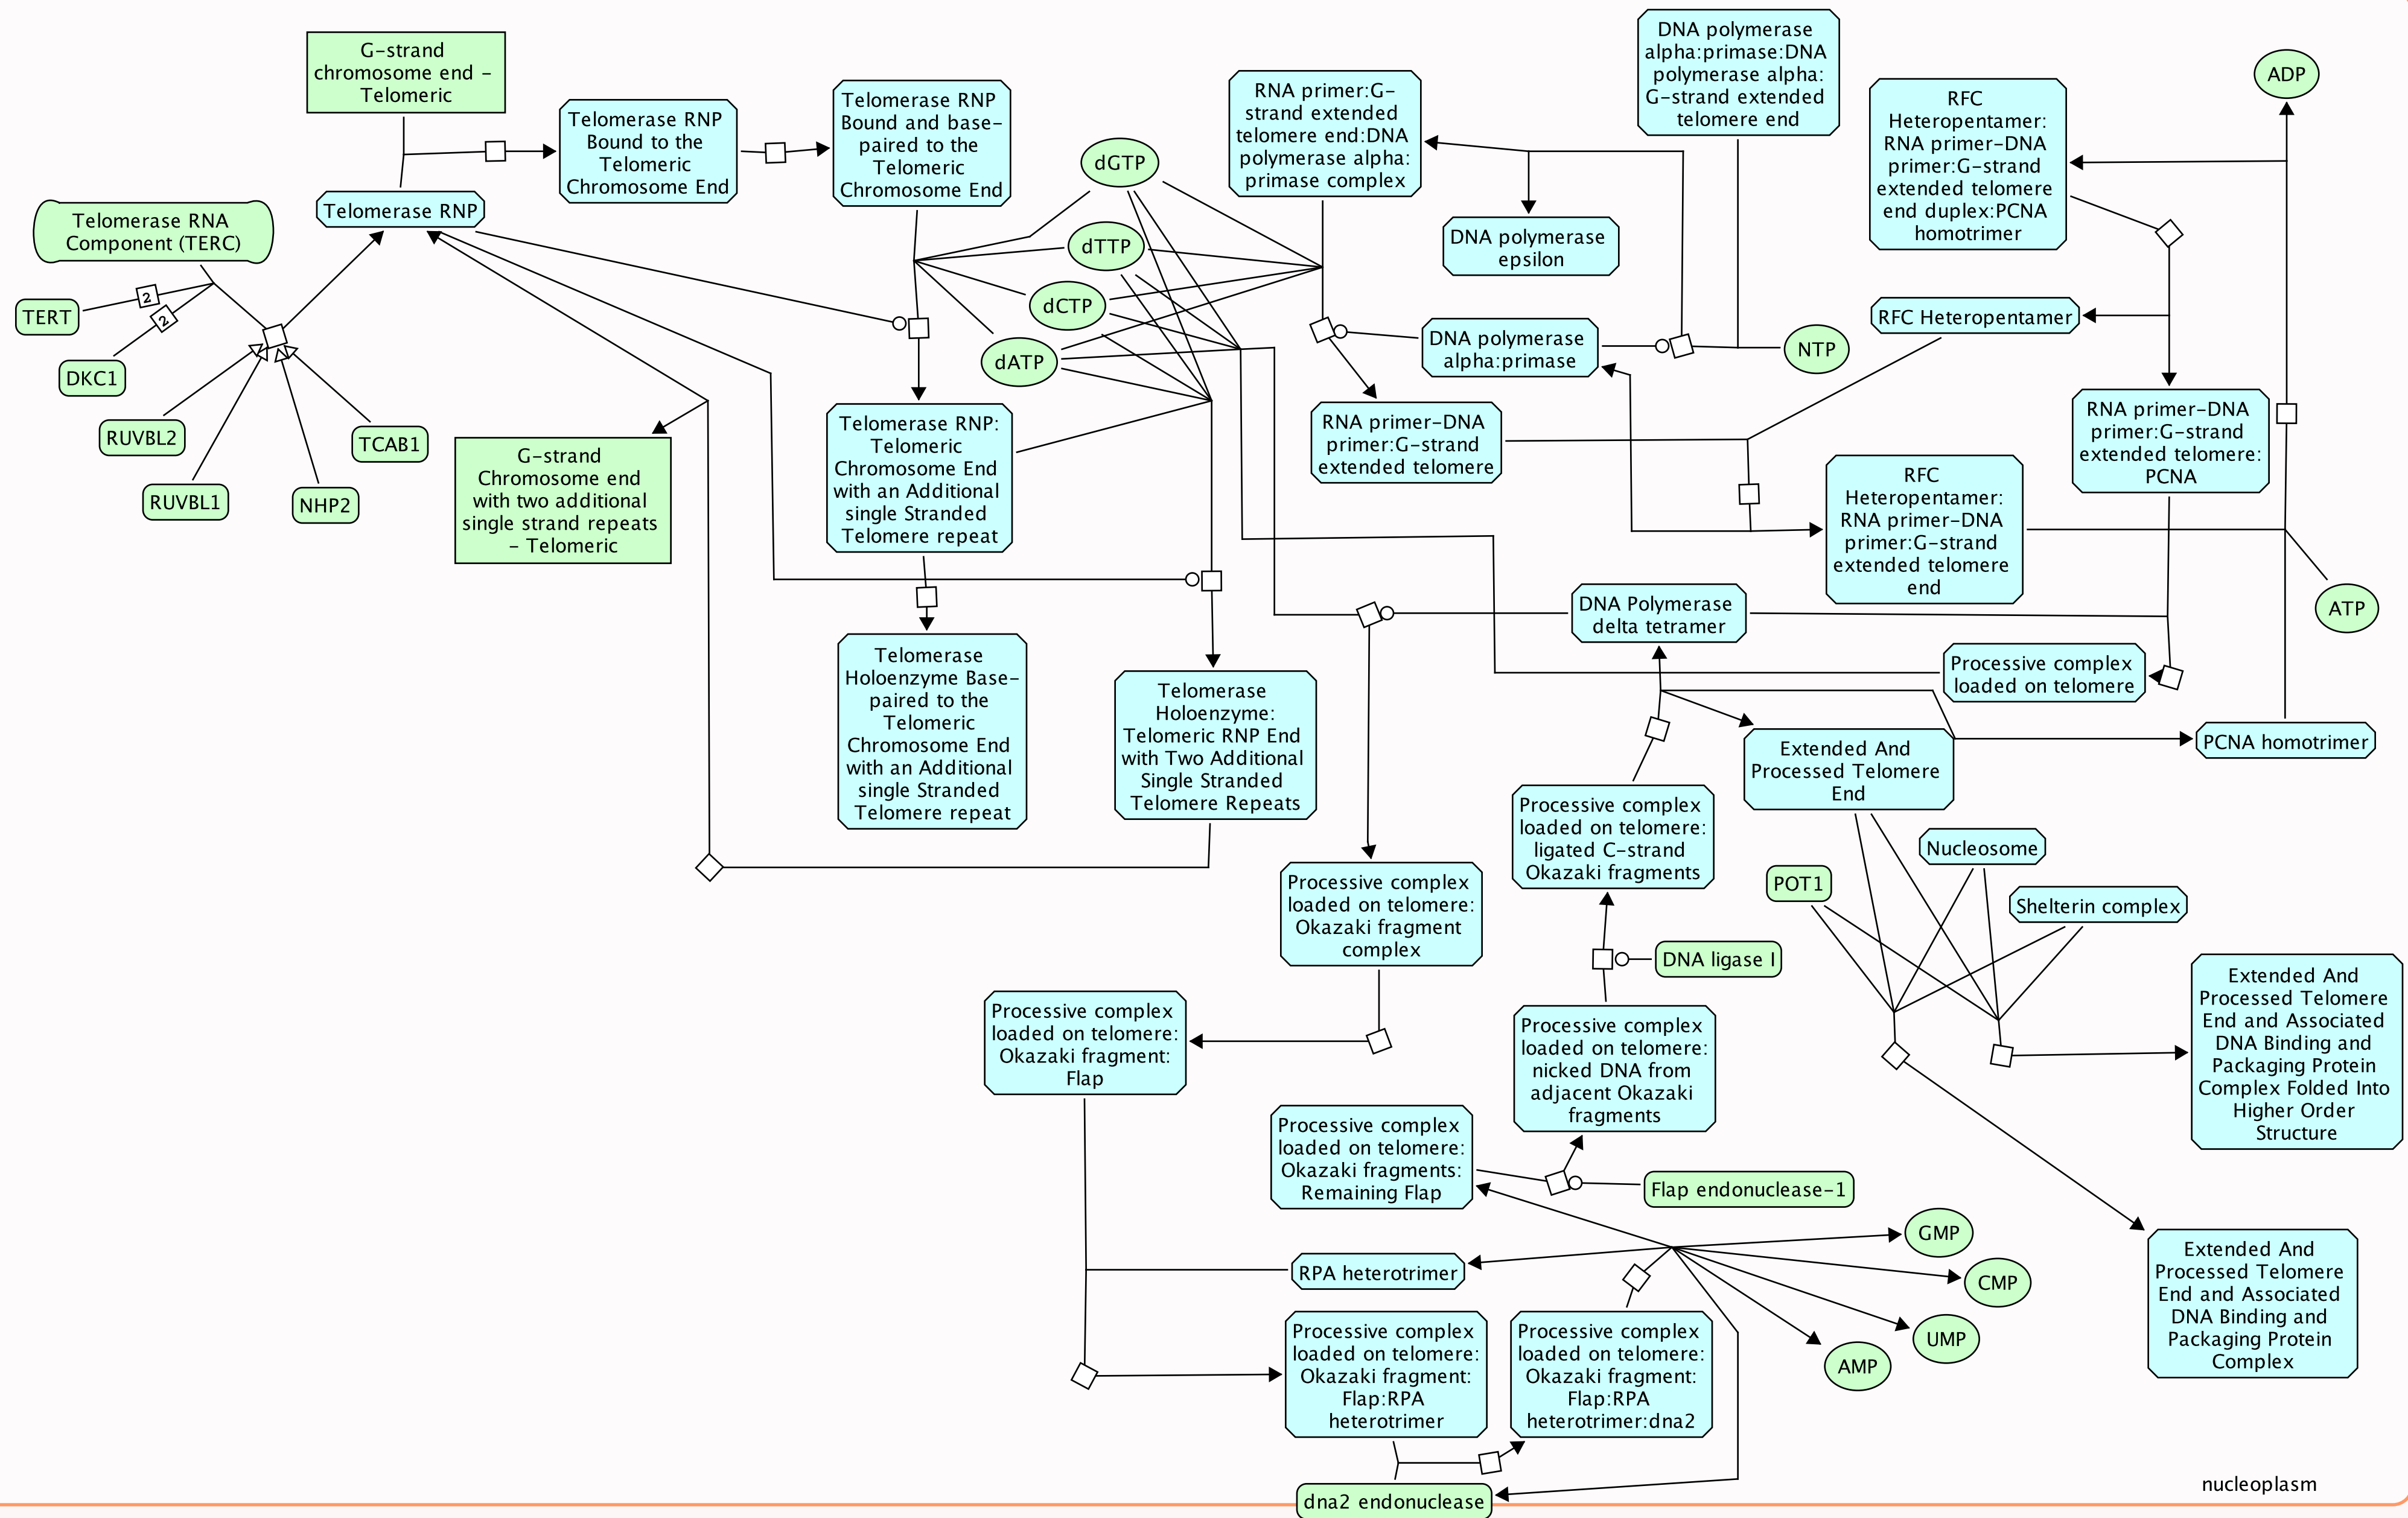 G-strand
chromosome end -
Telomeric
Telomerase RNP
Bound to the
Telomeric
Chromosome End
Telomerase RNP
Bound and base-
paired to the
Telomeric
Chromosome End
dGTP
dTTP
dCTP
dATP
RNA primer:G-
strand extended
telomere end:DNA
polymerase alpha:
primase complex
DNA polymerase
alpha:primase:DNA
polymerase alpha:
G-strand extended
telomere end
RFC
Heteropentamer:
RNA primer-DNA
primer:G-strand
extended telomere
end duplex:PCNA
homotrimer
ADP
Telomerase RNA
Component (TERC)
Telomerase RNP
DNA polymerase
epsilon
TERT
2
2
DKC1
RUVBL2
RUVBL1
NHP2
TCAB1
G-strand
Chromosome end
with two additional
single strand repeats
- Telomeric
Telomerase RNP:
Telomeric
Chromosome End
with an Additional
single Stranded
Telomere repeat
DNA polymerase
alpha:primase
NTP
RFC Heteropentamer
RNA primer-DNA
primer:G-strand
extended telomere
RNA primer-DNA
primer:G-strand
extended telomere:
PCNA
RFC
Heteropentamer:
RNA primer-DNA
primer:G-strand
extended telomere
end
ATP
Telomerase
Holoenzyme Base-
paired to the
Telomeric
Chromosome End
with an Additional
single Stranded
Telomere repeat
Telomerase
Holoenzyme:
Telomeric RNP End
with Two Additional
Single Stranded
Telomere Repeats
DNA Polymerase
delta tetramer
Processive complex
loaded on telomere
PCNA homotrimer
Extended And
Processed Telomere
End
Processive complex
loaded on telomere:
ligated C-strand
Okazaki fragments
Nucleosome
POT1
Shelterin complex
Processive complex
loaded on telomere:
Okazaki fragment
complex
DNA ligase I
Extended And
Processed Telomere
End and Associated
DNA Binding and
Packaging Protein
Complex Folded Into
Higher Order
Structure
Processive complex
loaded on telomere:
Okazaki fragment:
Flap
Processive complex
loaded on telomere:
nicked DNA from
adjacent Okazaki
fragments
Processive complex
loaded on telomere:
Okazaki fragments:
Remaining Flap
Flap endonuclease-1
GMP
CMP
UMP
AMP
RPA heterotrimer
Extended And
Processed Telomere
End and Associated
DNA Binding and
Packaging Protein
Complex
Processive complex
loaded on telomere:
Okazaki fragment:
Flap:RPA
heterotrimer
Processive complex
loaded on telomere:
Okazaki fragment:
Flap:RPA
heterotrimer:dna2
dna2 endonuclease
nucleoplasm